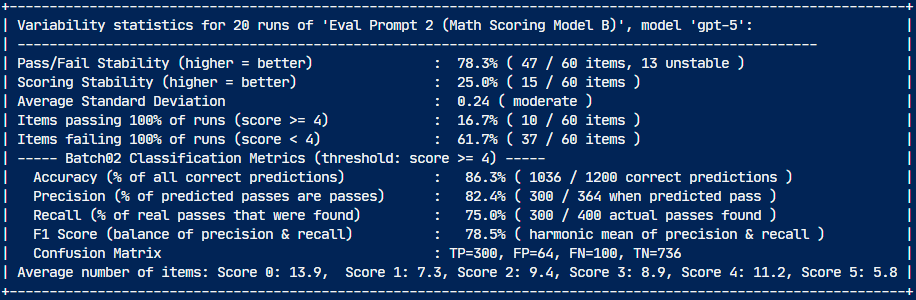 Variability statistics for 20 runs of 'Eval Prompt 2 (Math Scoring Model B)', model 'gpt-5':
Pass/Fail Stability (higher = better) : 78.3% ( 47 / 60 items, 13 unstable )
Scoring Stability (higher = better) : 25.0% ( 15 / 60 items )
Average Standard Deviation : 0.24 ( moderate )
Items passing 100% of runs (score >= 4) : 16.7% ( 10 / 60 items )
Items failing 100% of runs (score < 4) : 61.7% ( 37 / 60 items )
----- Batch02 Classification Metrics (threshold: score >= 4) -----
Accuracy (% of all correct predictions) : 86.3% ( 1036 / 1200 correct predictions )
Precision (% of predicted passes are passes) : 82.4% ( 300 / 364 when predicted pass )
Recall (% of real passes that were found) : 75.0% ( 300 / 400 actual passes found )
F1 Score (balance of precision & recall) : 78.5% ( harmonic mean of precision & recall )
Confusion Matrix : TP=300, FP=64, FN=100, TN=736
Average number of items: Score 0: 13.9, Score 1: 7.3, Score 2: 9.4, Score 3: 8.9, Score 4: 11.2, Score 5: 5.8